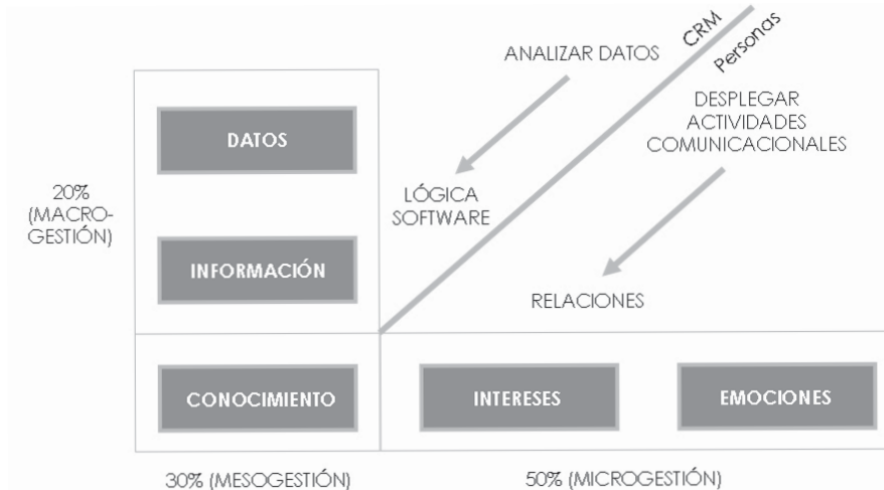 CRM
Personas
ANALIZAR DATOS
DESPLEGAR
ACTIVIDADES
COMUNICACIONALES
DATOS
20%
(MACRO-
GESTIÓN)
LÓGICA
SOFTWARE
INFORMACIÓN
RELACIONES
CONOCIMIENTO
INTERESES
EMOCIONES
30% (MESOGESTIÓN)
50% (MICROGESTIÓN)